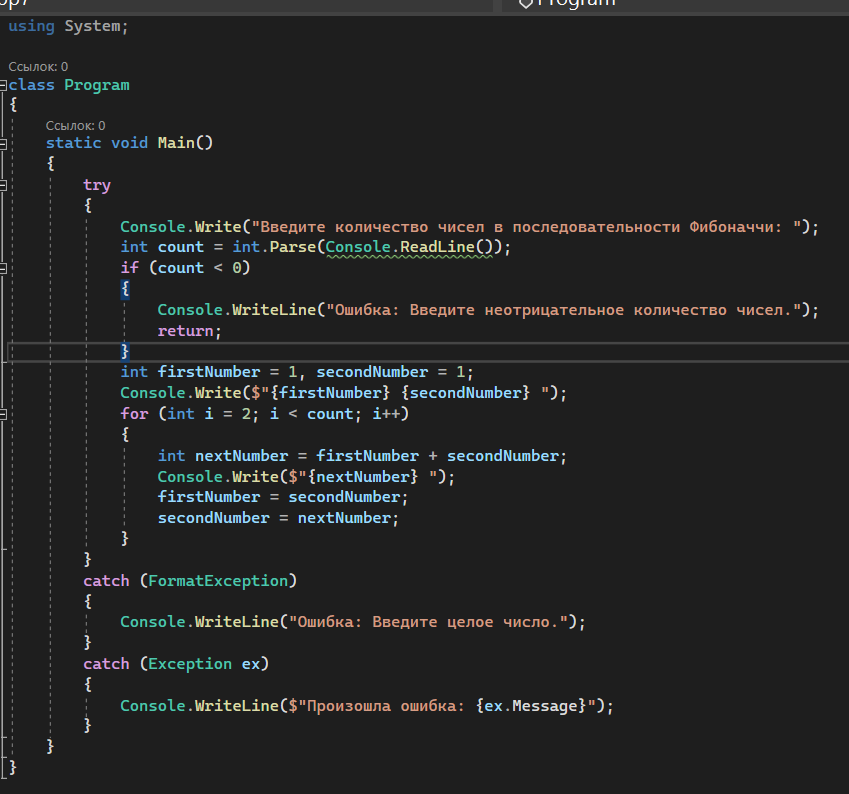 Program
using System;
Ссылок: 0
class Program
{
Ссылок: 0
static void Main()
{
try
{
Console.Write("Введите количество чисел в последовательности Фибоначчи: ");
int count = int.Parse(Console.ReadLine());
if (count < 0)
{
Console.WriteLine("Ошибка: Введите неотрицательное количество чисел.");
return;
}
int firstNumber = 1, secondNumber = 1;
Console.Write($"{firstNumber} {secondNumber} ");
for (int i = 2; i < count; i++)
{
int nextNumber = firstNumber + secondNumber;
Console.Write($"{nextNumber} ");
firstNumber = secondNumber;
secondNumber = nextNumber;
}
}
catch (FormatException)
{
Console.WriteLine("Ошибка: Введите целое число.");
}
catch (Exception ex)
{
Console.WriteLine($"Произошла ошибка: {ex.Message}");
}
}
}